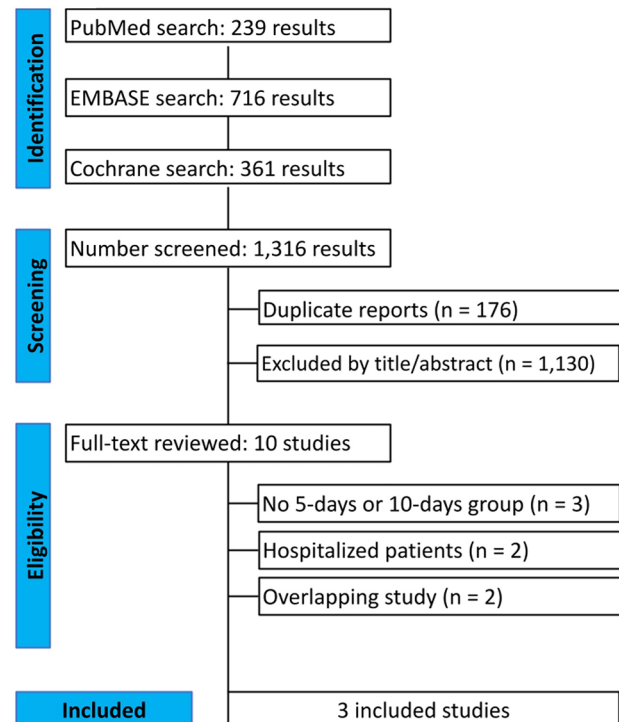 Identification
PubMed search: 239 results
EMBASE search: 716 results
Cochrane search: 361 results
Screening
Number screened: 1,316 results
Duplicate reports (n = 176)
Excluded by title/abstract (n = 1,130)
Eligibility
Full-text reviewed: 10 studies
No 5-days or 10-days group (n = 3)
Hospitalized patients (n = 2)
Overlapping study (n = 2)
Included
3 included studies